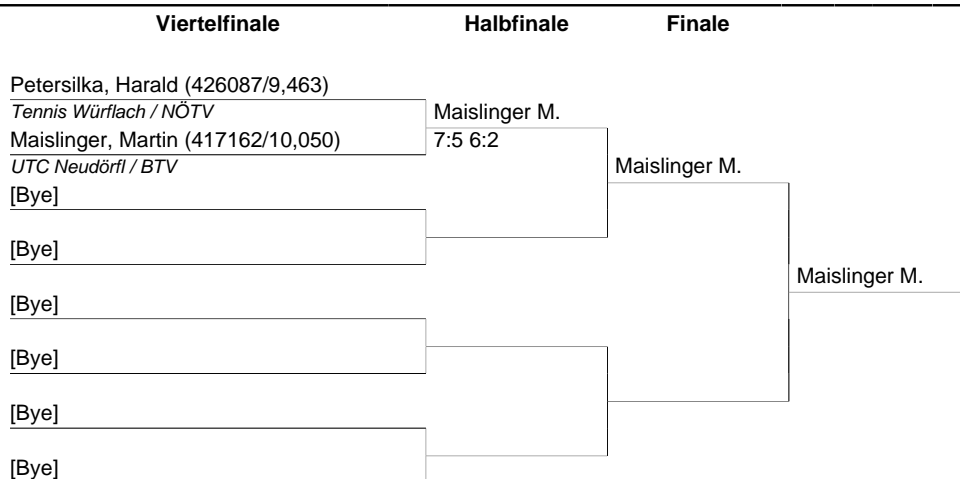 Viertelfinale Halbfinale Finale
Petersilka, Harald (426087/9,463)
Tennis Würflach / NÖTV
Maislinger M.
Maislinger, Martin (417162/10,050)
7:5 6:2
UTC Neudörfl / BTV
Maislinger M.
[Bye]
[Bye]
Maislinger M.
[Bye]
[Bye]
[Bye]
[Bye]